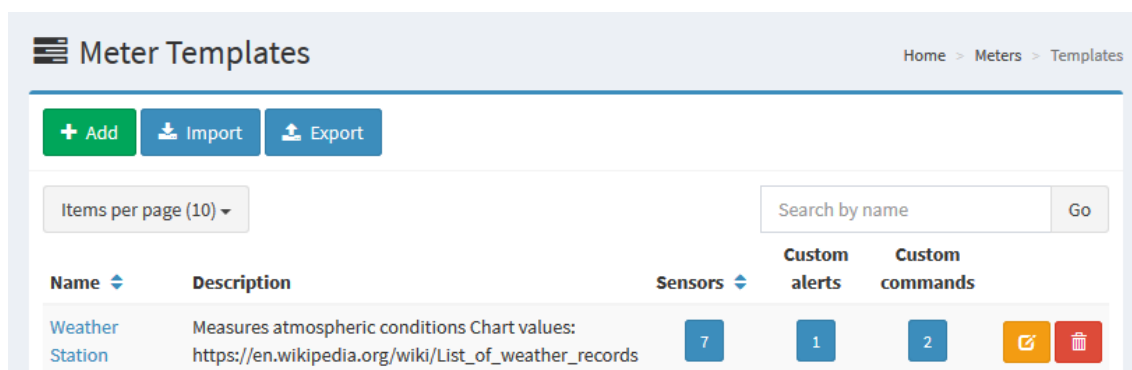 Meter Templates
Home > Meters > Templates
Add Import Export
Items per page (10)
Search by name Go
Name Description Sensors Custom alerts Custom commands
Weather Station
Measures atmospheric conditions Chart values:
https://en.wikipedia.org/wiki/List_of_weather_records
7 1 2